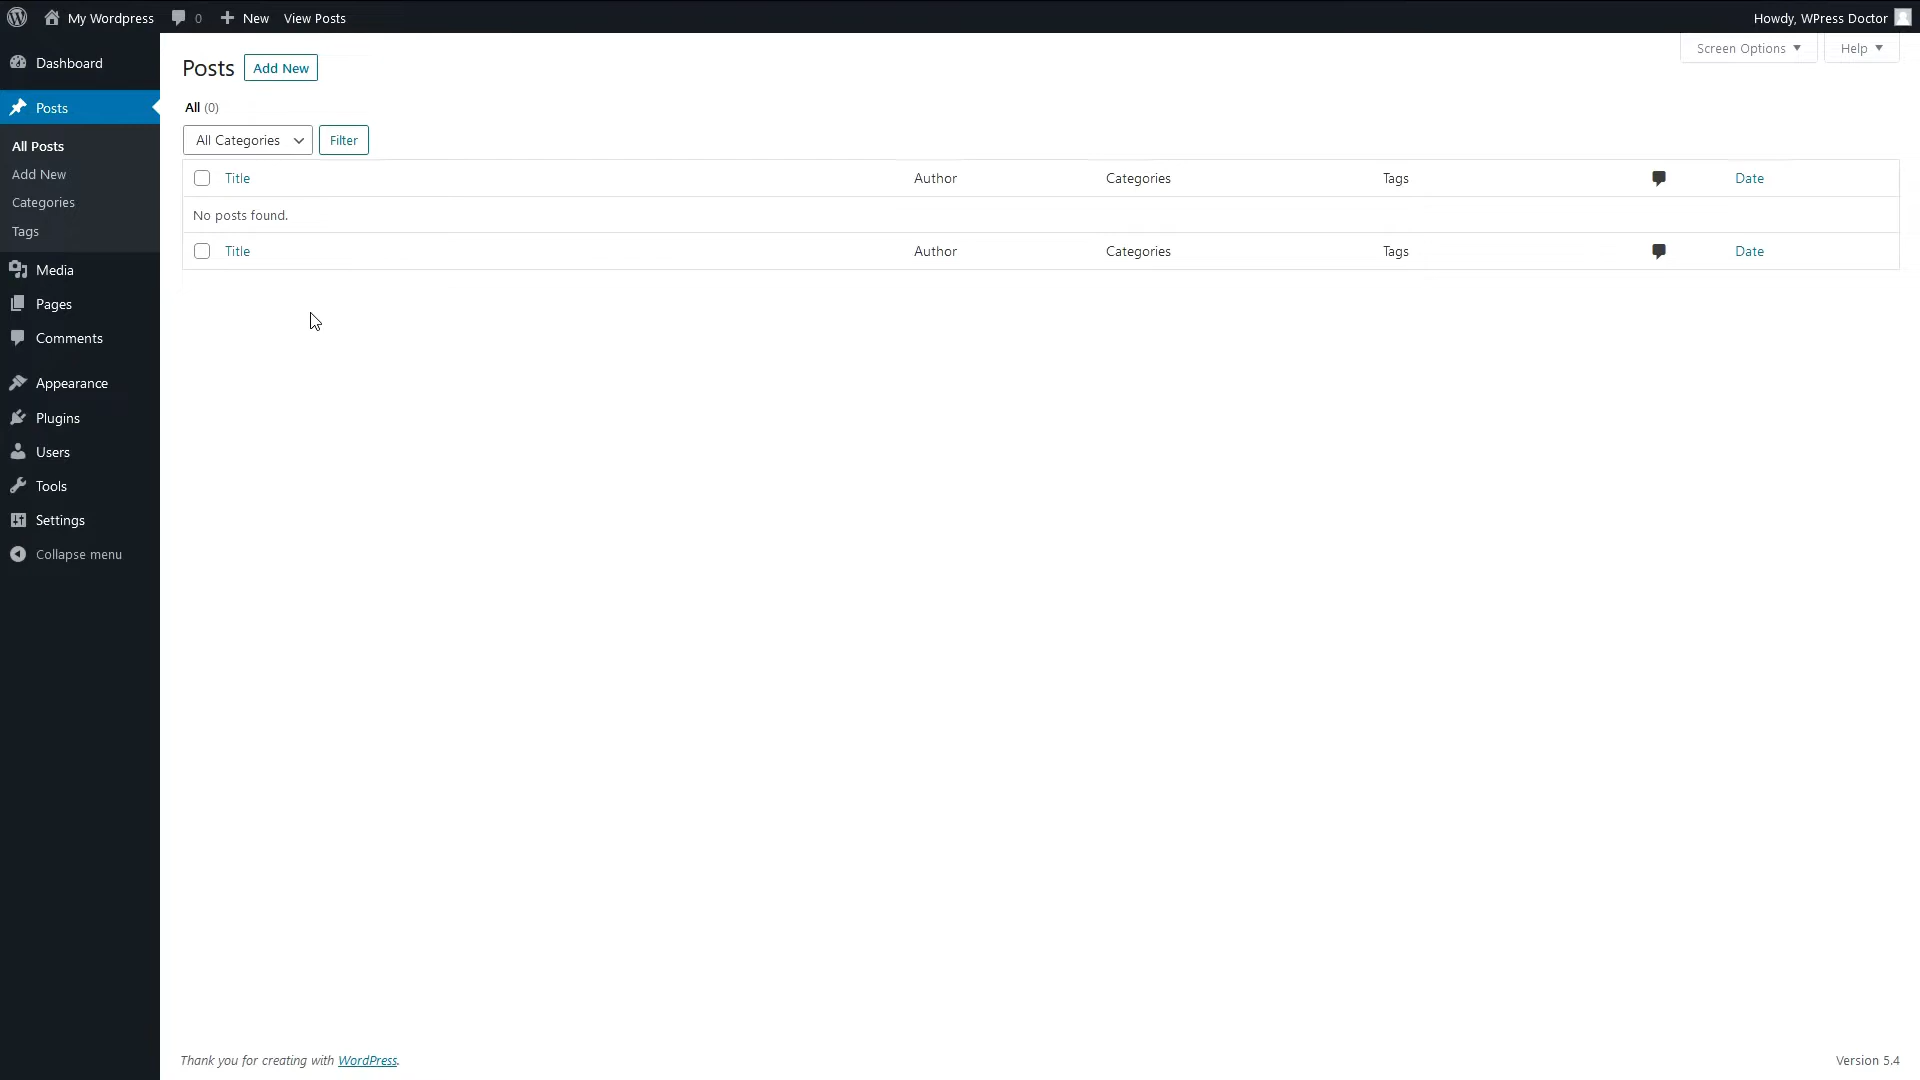 My Wordpress 0 New View Posts Howdy, WPress Doctor
Screen Options Help
Dashboard
Posts
All Posts
Add New
Categories
Tags
Media
Pages
Comments
Appearance
Plugins
Users
Tools
Settings
Collapse menu
Posts Add New
All (0)
All Categories Filter
Title Author Categories Tags Date
No posts found.
Title Author Categories Tags Date
Thank you for creating with WordPress. Version 5.4